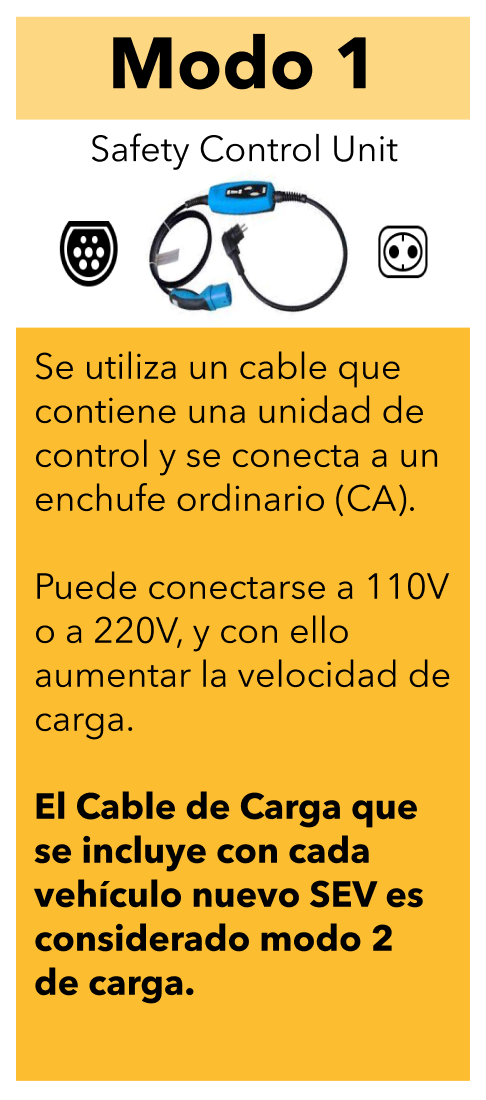 Modo 1
Safety Control Unit
Se utiliza un cable que
contiene una unidad de
control y se conecta a un
enchufe ordinario (CA).
Puede conectarse a 110V
o a 220V, y con ello
aumentar la velocidad de
carga.
El Cable de Carga que
se incluye con cada
vehículo nuevo SEV es
considerado modo 2
de carga.